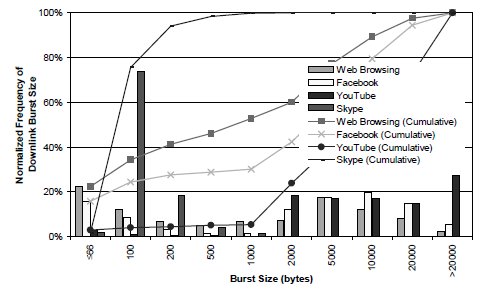 Normalized Frequency of
Downlink Burst Size
100%
80%
60%
40%
20%
0%
Web Browsing
Facebook
YouTube
Skype
Web Browsing (Cumulative)
Facebook (Cumulative)
YouTube (Cumulative)
Skype (Cumulative)
≤66
100
200
500
1000
2000
5000
10000
20000
>20000
Burst Size (bytes)